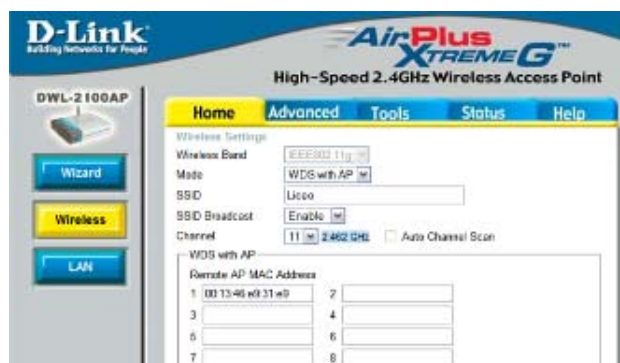 D-Link
Building Networks for People
AirPlus
XTREME G™
High-Speed 2.4GHz Wireless Access Point
DWL-2100AP
Home Advanced Tools Status Help
Wizard
Wireless
LAN
Wireless Settings
Wireless Band IEEE802.11g
Mode WDS with AP
SSID Liceo
SSID Broadcast Enable
Channel 11 2.462 GHz Auto Channel Scan
WDS with AP
Remote AP MAC Address
1 00:13:46:e9:31:e9 2
3 4
5 6
7 8